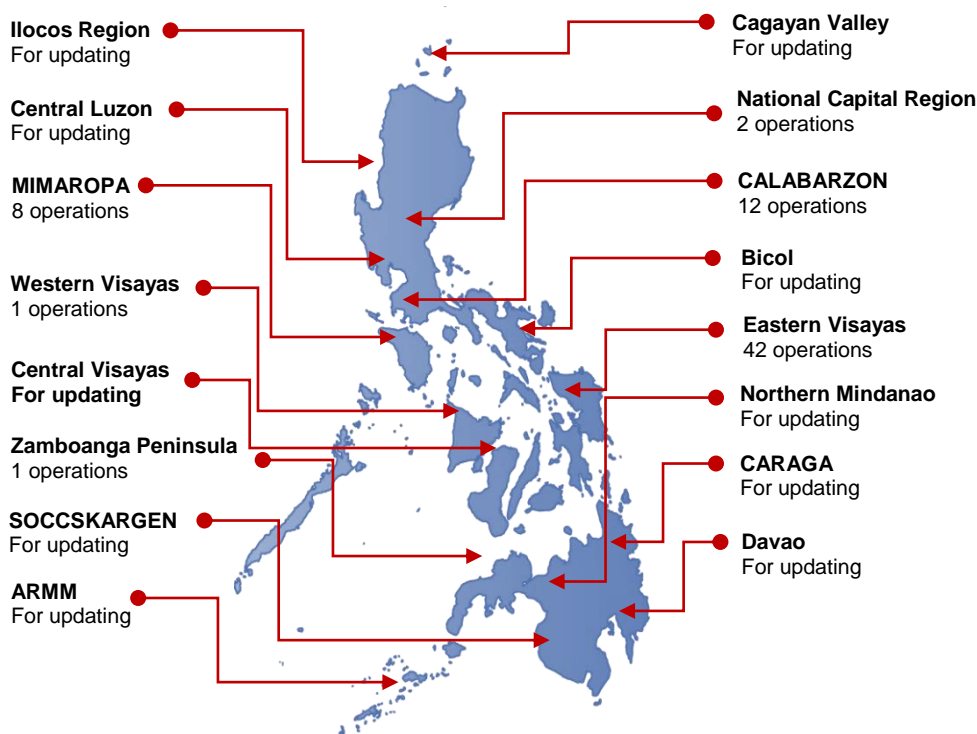 Ilocos Region
For updating
Central Luzon
For updating
MIMAROPA
8 operations
Western Visayas
1 operations
Central Visayas
For updating
Zamboanga Peninsula
1 operations
SOCCSKARGEN
For updating
ARMM
For updating
Cagayan Valley
For updating
National Capital Region
2 operations
CALABARZON
12 operations
Bicol
For updating
Eastern Visayas
42 operations
Northern Mindanao
For updating
CARAGA
For updating
Davao
For updating